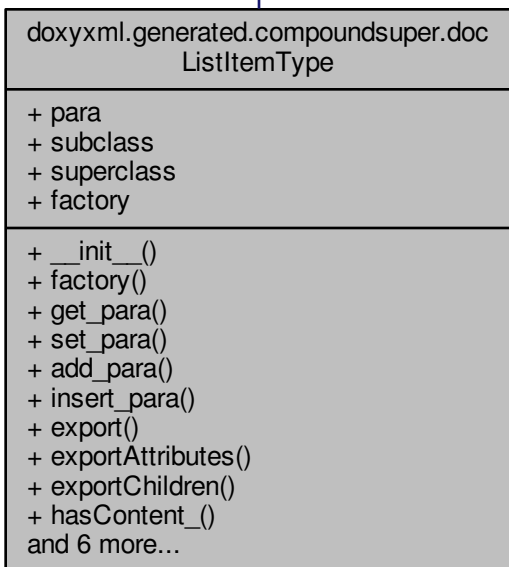 doxyxml.generated.compoundsuper.doc
ListItemType
+ para
+ subclass
+ superclass
+ factory
+ __init__()
+ factory()
+ get_para()
+ set_para()
+ add_para()
+ insert_para()
+ export()
+ exportAttributes()
+ exportChildren()
+ hasContent_()
and 6 more...